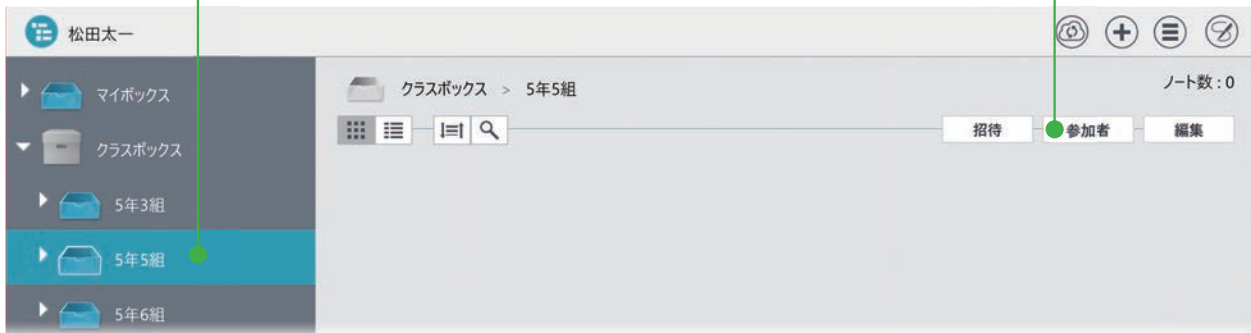 松田太一
マイボックス
クラスボックス
5年3組
5年5組
5年6組
クラスボックス > 5年5組
ノート数：0
招待
参加者
編集